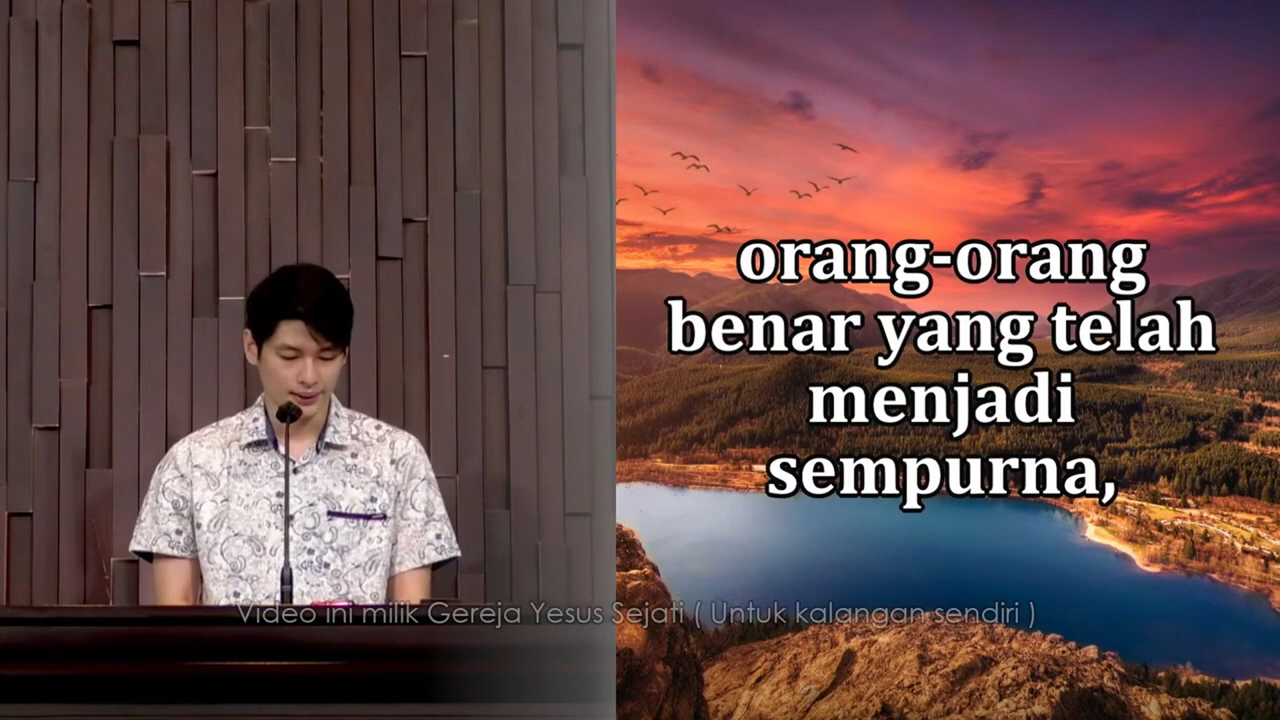 orang-orang
benar yang telah
menjadi
sempurna,
Video ini milik Gereja Yesus Sejati ( Untuk kalangan sendiri )